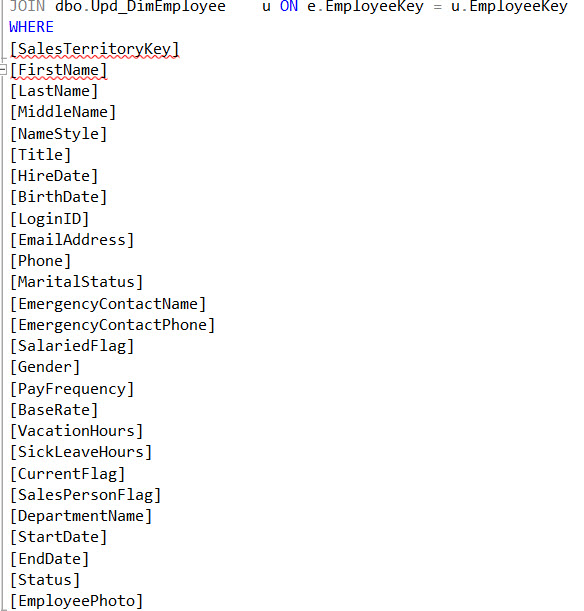 JOIN dbo.Upd_DimEmployee    u ON e.EmployeeKey = u.EmployeeKey
WHERE
[SalesTerritoryKey]
[FirstName]
[LastName]
[MiddleName]
[NameStyle]
[Title]
[HireDate]
[BirthDate]
[LoginID]
[EmailAddress]
[Phone]
[MaritalStatus]
[EmergencyContactName]
[EmergencyContactPhone]
[SalariedFlag]
[Gender]
[PayFrequency]
[BaseRate]
[VacationHours]
[SickLeaveHours]
[CurrentFlag]
[SalesPersonFlag]
[DepartmentName]
[StartDate]
[EndDate]
[Status]
[EmployeePhoto]